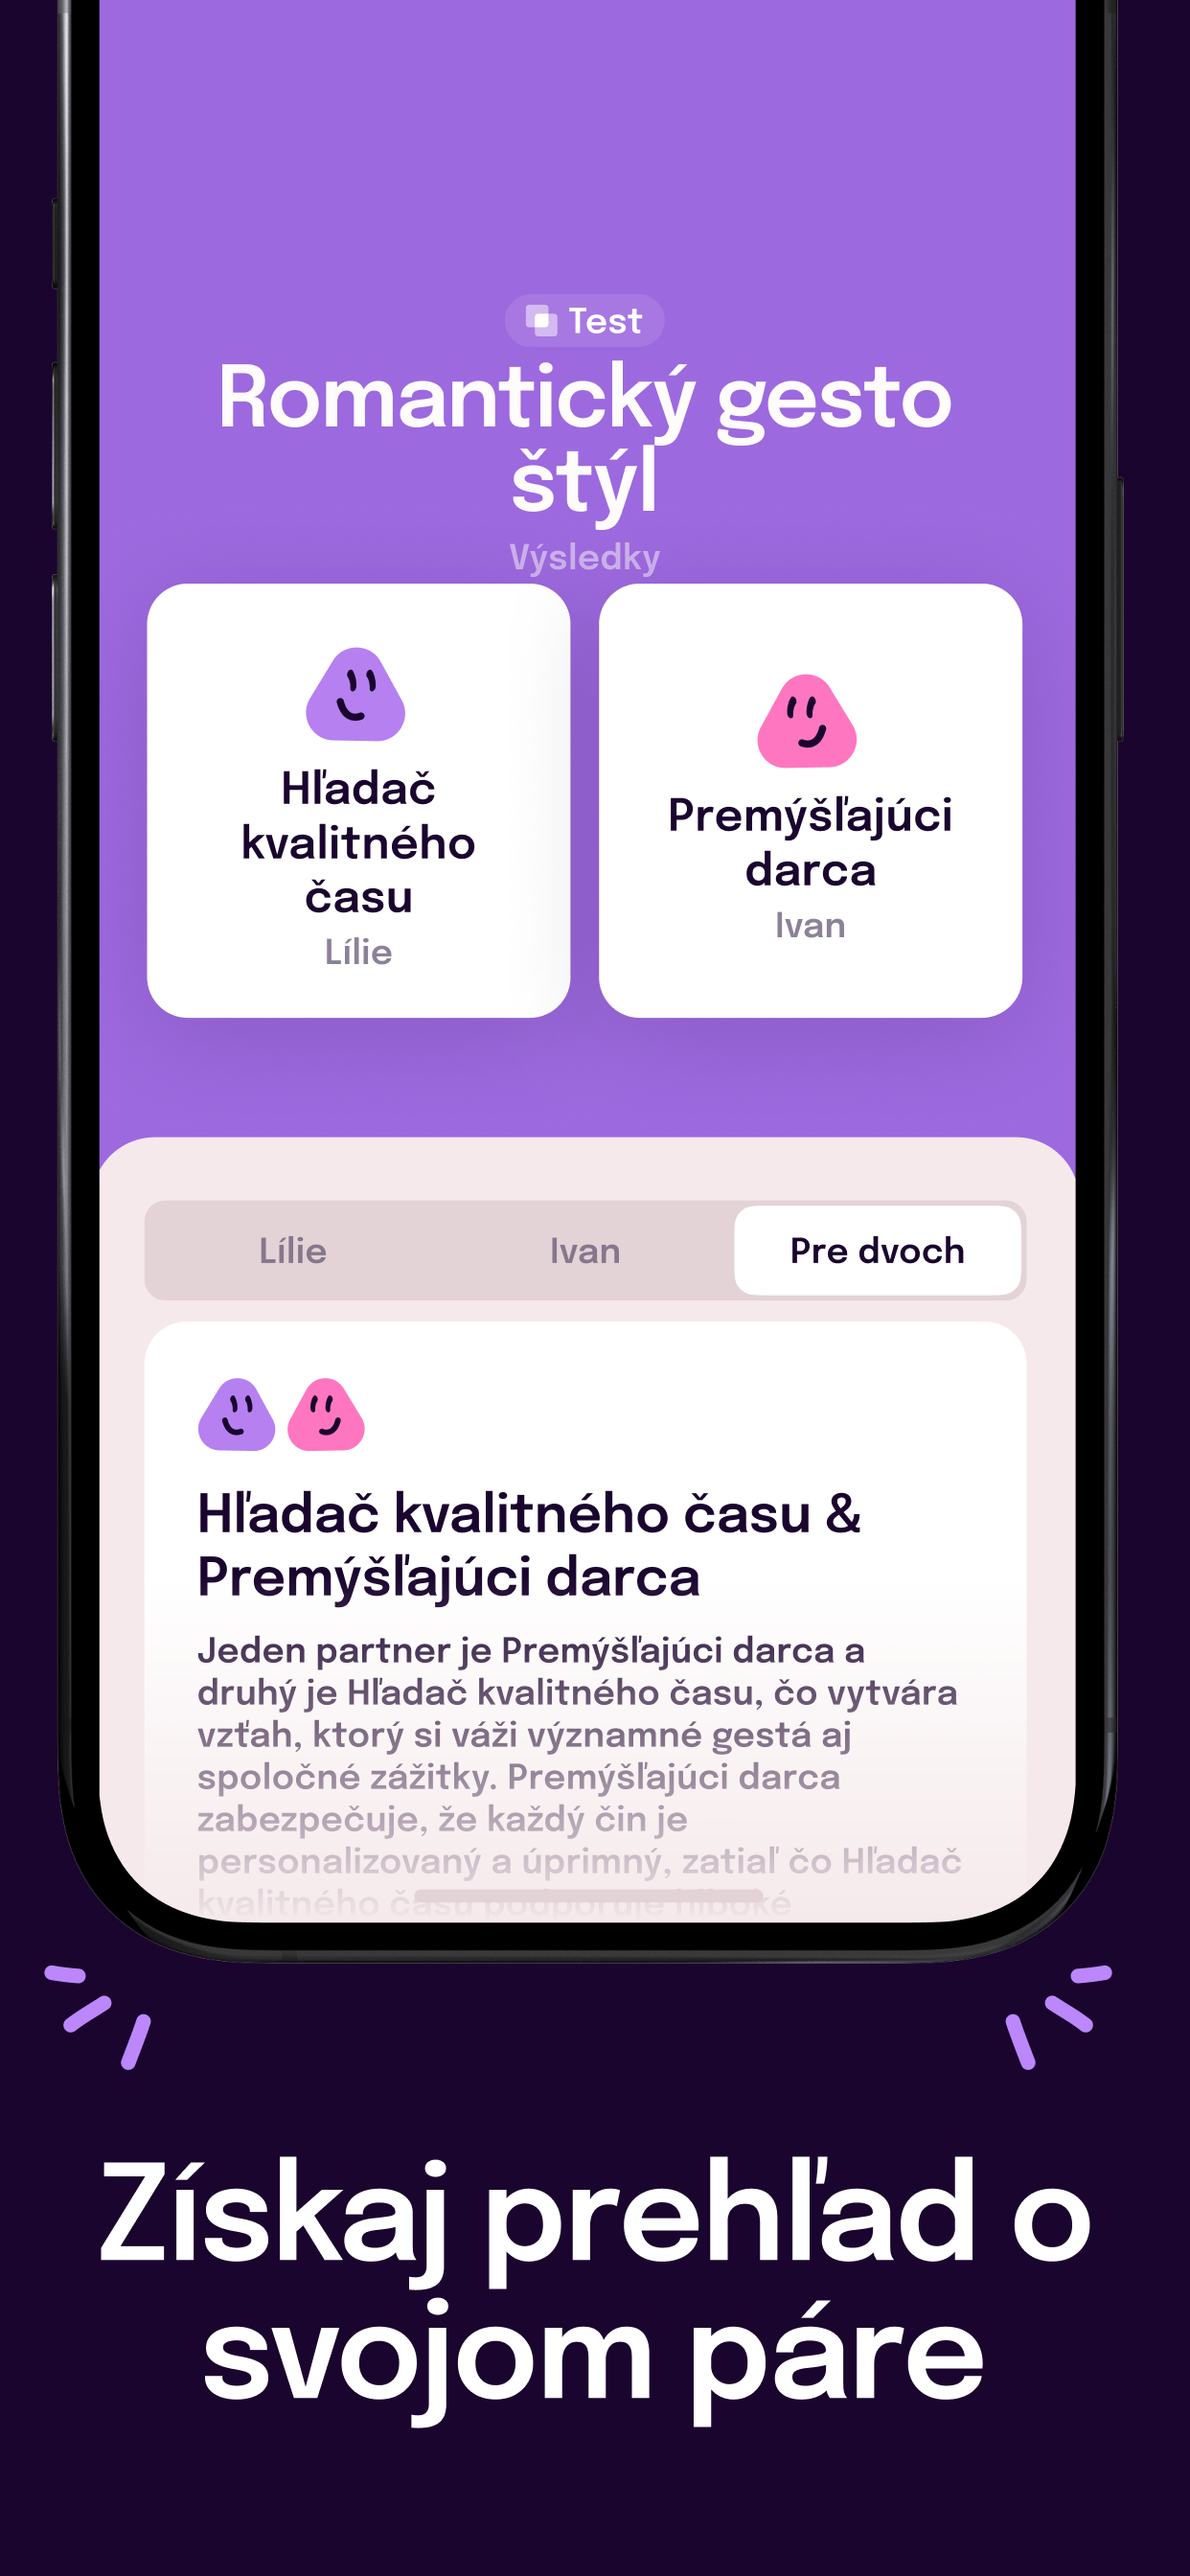 Test
Romantický gesto
štýl
Výsledky
Hľadač
kvalitného
času
Lílie
Premýšľajúci
darca
Ivan
Lílie
Ivan
Pre dvoch
Hľadač kvalitného času &
Premýšľajúci darca
Jeden partner je Premýšľajúci darca a
druhý je Hľadač kvalitného času, čo vytvára
vzťah, ktorý si váži významné gestá aj
spoločné zážitky. Premýšľajúci darca
zabezpečuje, že každý čin je
personalizovaný a úprimný, zatiaľ čo Hľadač
kvalitného času podporuje hlboké
Získaj prehľad o
svojom páre